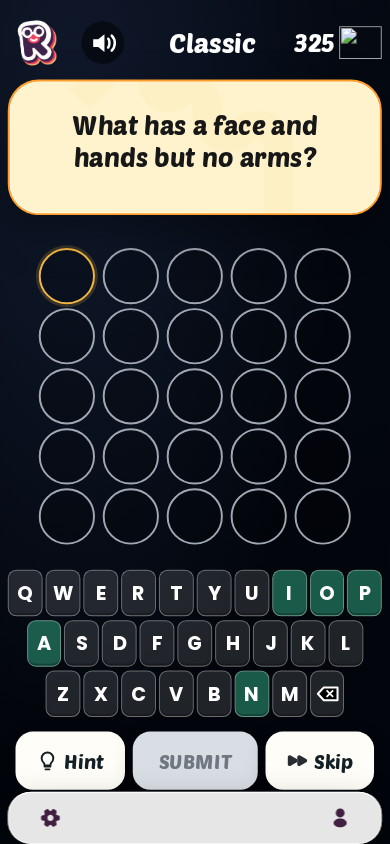 Classic
325
What has a face and
hands but no arms?
Q W E R T Y U I O P
A S D F G H J K L
Z X C V B N M
Hint
SUBMIT
Skip